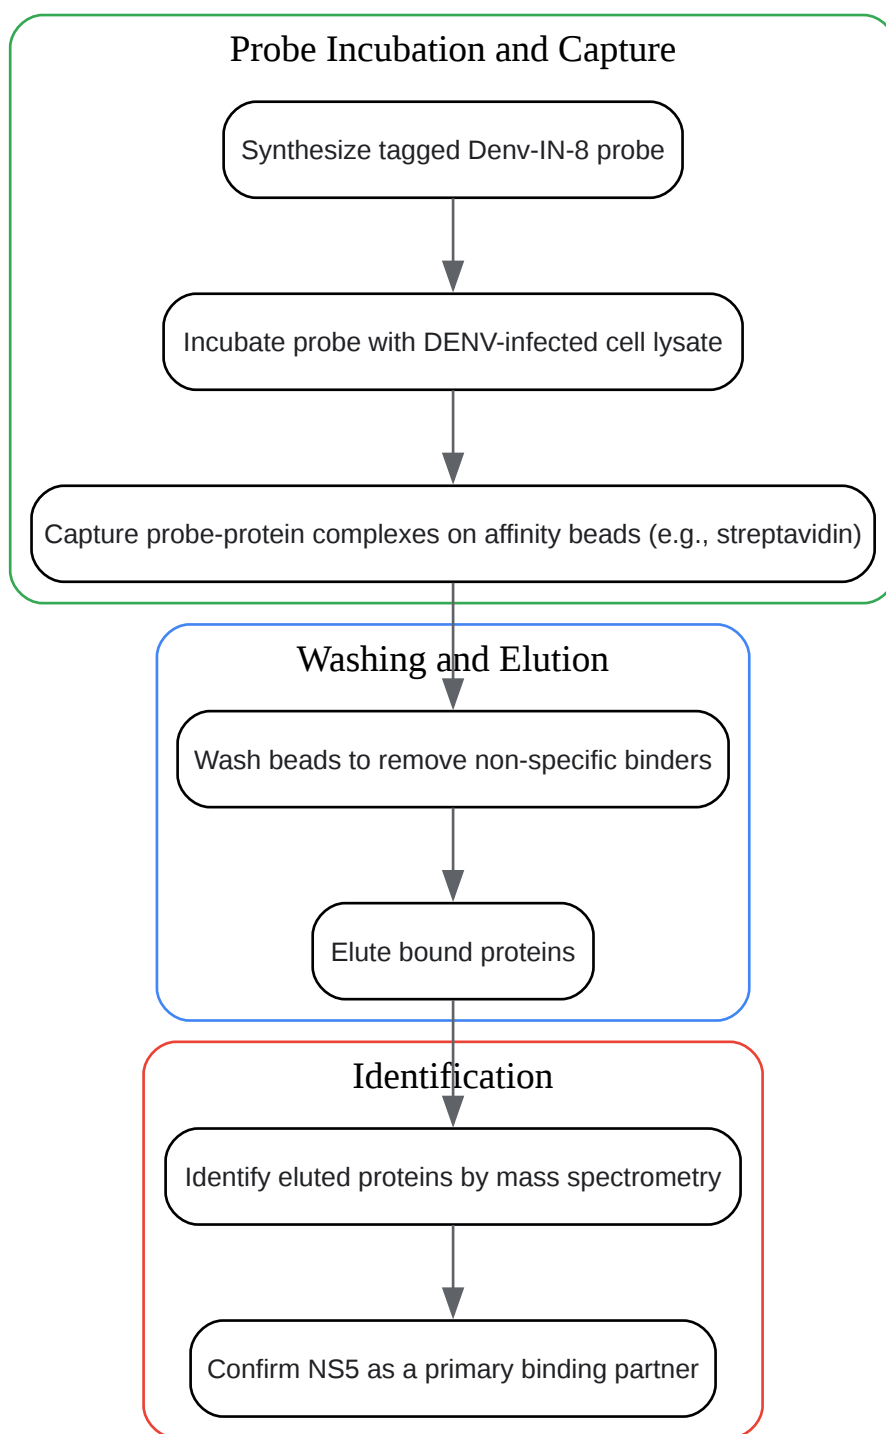 Probe Incubation and Capture
Synthesize tagged Denv-IN-8 probe
Incubate probe with DENV-infected cell lysate
Capture probe-protein complexes on affinity beads (e.g., streptavidin)
Washing and Elution
Wash beads to remove non-specific binders
Elute bound proteins
Identification
Identify eluted proteins by mass spectrometry
Confirm NS5 as a primary binding partner